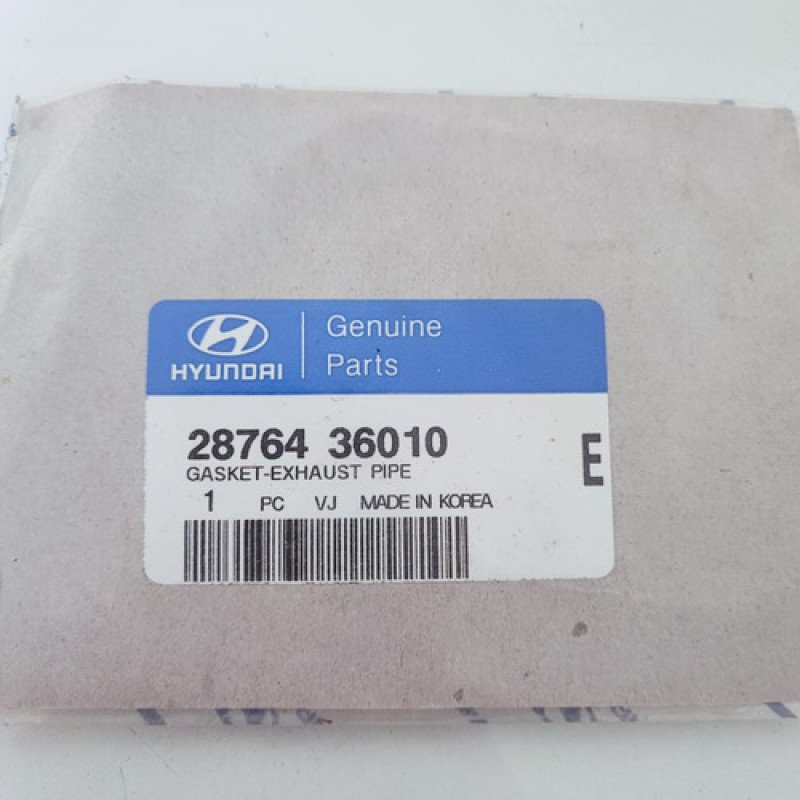 Genuine
Parts
HYUNDAI
28764 36010
GASKET-EXHAUST PIPE
E
1 PC VJ MADE IN KOREA